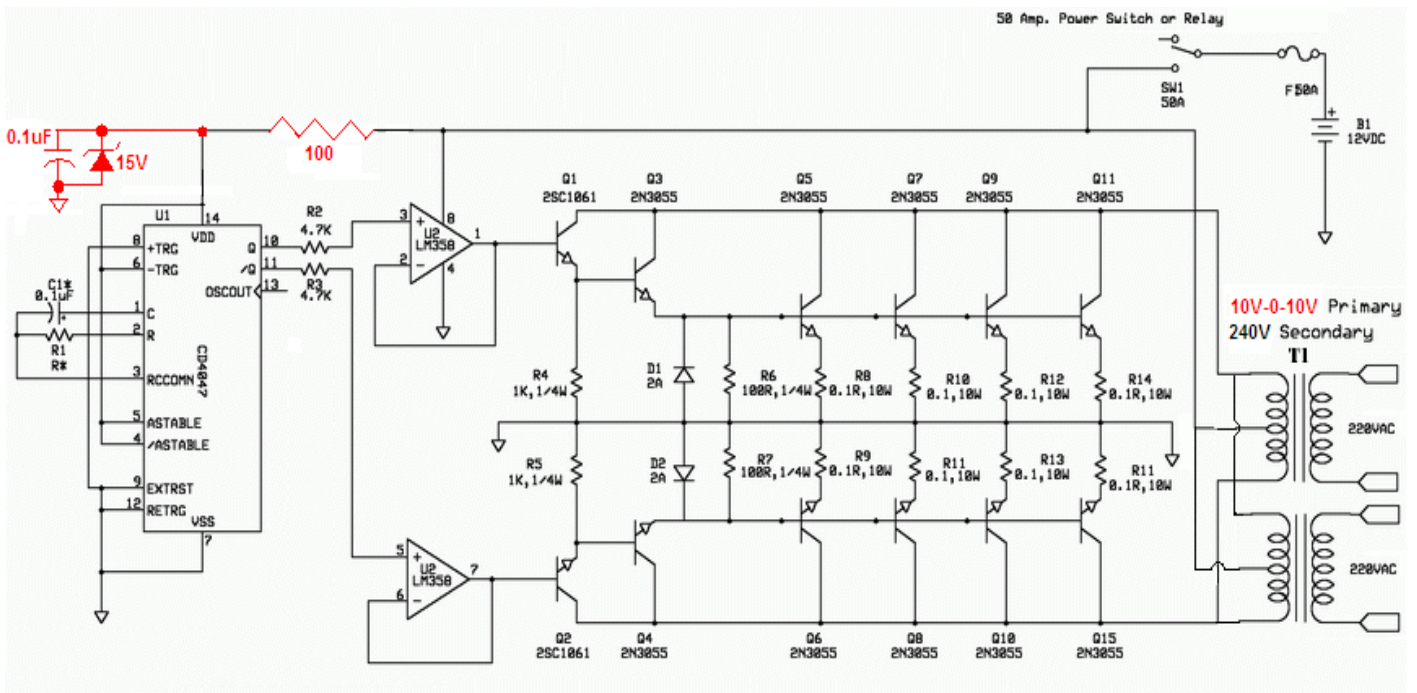 50 Amp. Power Switch or Relay
SW1
50A
F50A
B1
12VDC
0.1uF
15V
100
U1
14
VDD
8
+TRG
6
-TRG
C1*
0.1uF
1
C
2
R
R1
R*
3
RCCOMN
CD4047
5
ASTABLE
4
/ASTABLE
9
EXTRST
12
RETRG
VSS
7
Q
10
/Q
11
OSCOUT
13
R2
4.7K
R3
4.7K
3
+
8
U2
LM358
1
2
-
4
5
+
U2
LM358
7
6
-
Q1
2SC1061
Q3
2N3055
Q5
2N3055
Q7
2N3055
Q9
2N3055
Q11
2N3055
R4
1K,1/4W
D1
2A
R6
100R,1/4W
R8
0.1R,10W
R10
0.1,10W
R12
0.1,10W
R14
0.1R,10W
R5
1K,1/4W
D2
2A
R7
100R,1/4W
R9
0.1R,10W
R11
0.1,10W
R13
0.1,10W
R11
0.1R,10W
Q2
2SC1061
Q4
2N3055
Q6
2N3055
Q8
2N3055
Q10
2N3055
Q15
2N3055
10V-0-10V Primary
240V Secondary
T1
220VAC
220VAC